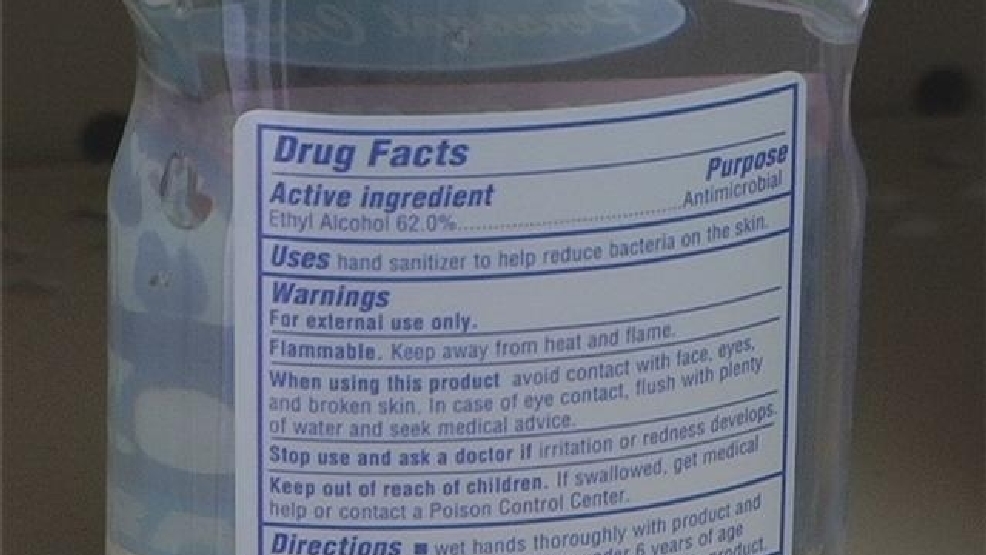 Drug Facts
Active ingredient Purpose
Ethyl Alcohol 62.0%.......................................Antimicrobial
Uses hand sanitizer to help reduce bacteria on the skin.
Warnings
For external use only.
Flammable. Keep away from heat and flame.
When using this product avoid contact with face, eyes,
and broken skin. In case of eye contact, flush with plenty
of water and seek medical advice.
Stop use and ask a doctor if irritation or redness develops.
Keep out of reach of children. If swallowed, get medical
help or contact a Poison Control Center.
Directions ■ wet hands thoroughly with product and
6 years of age
product